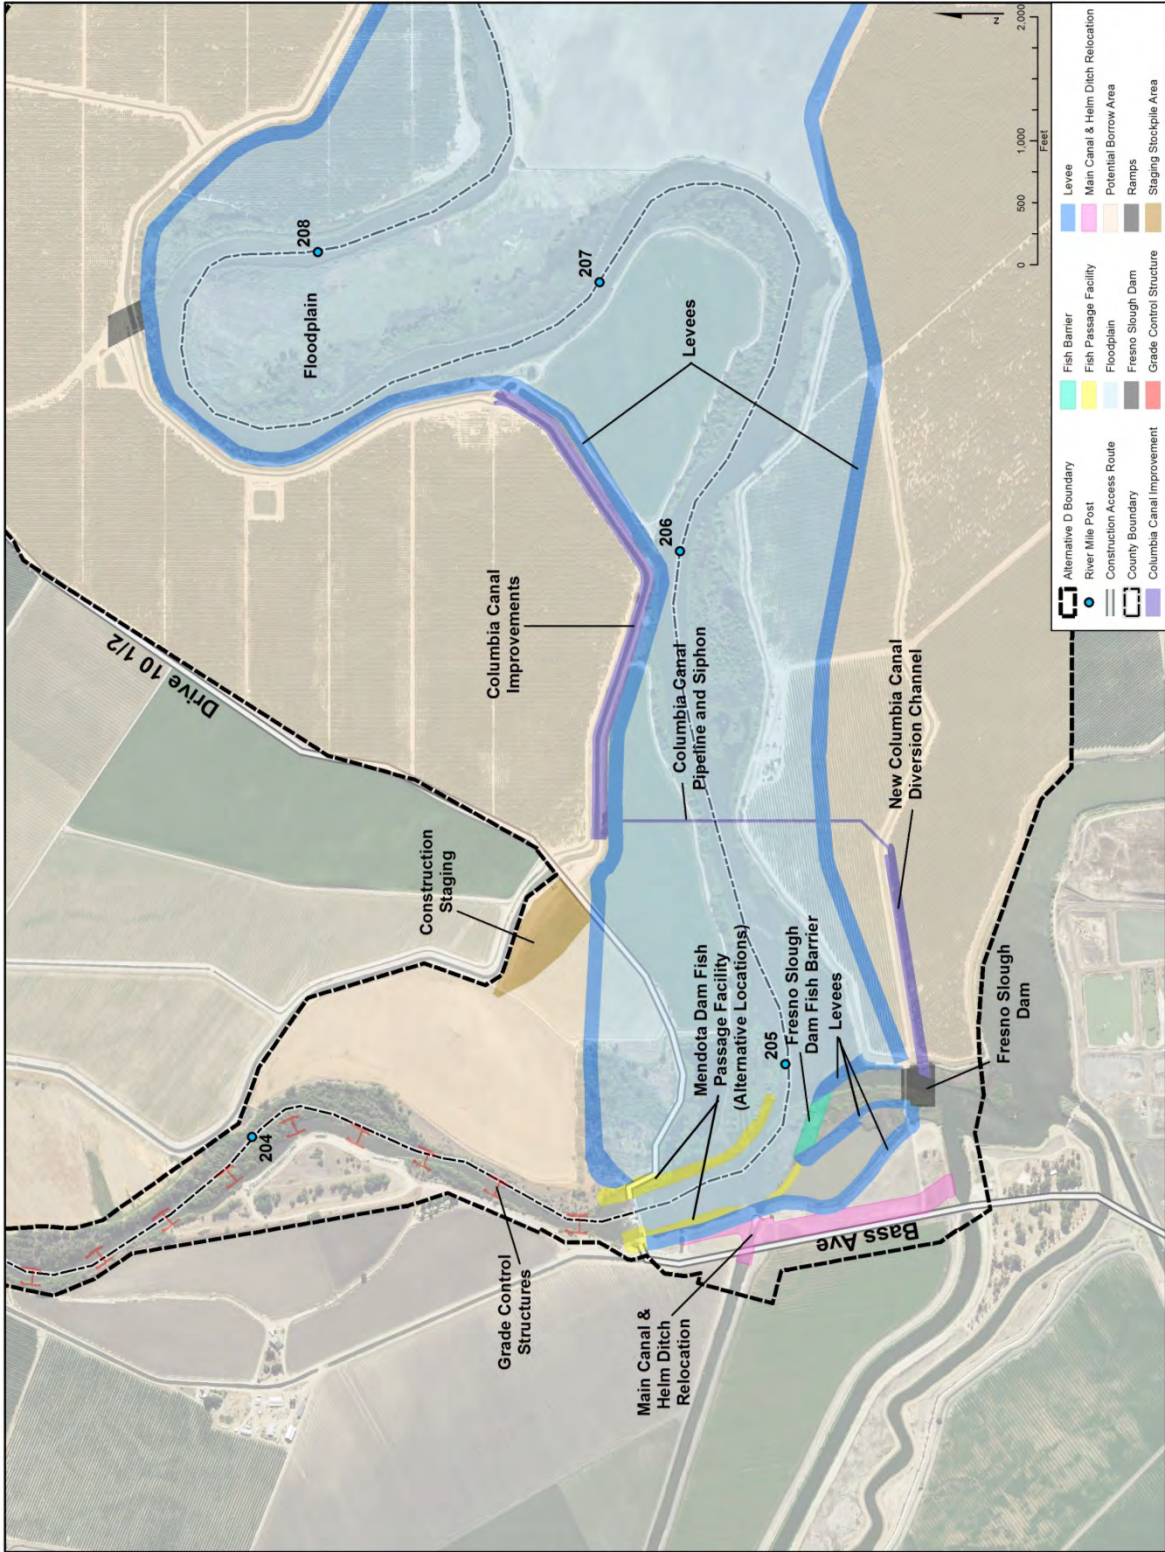 Drive 10 1/2
Floodplain
208
207
Levees
206
Columbia Canal
Improvements
Columbia Canal
Pipeline and Siphon
New Columbia Canal
Diversion Channel
Construction
Staging
Mendota Dam Fish
Passage Facility
(Alternative Locations)
205
Fresno Slough
Dam Fish Barrier
Levees
Fresno Slough
Dam
204
Grade Control
Structures
Main Canal &
Helm Ditch
Relocation
Bass Ave
N
0
500
1,000
2,000
Feet
Alternative D Boundary
River Mile Post
Construction Access Route
County Boundary
Columbia Canal Improvement
Fish Barrier
Fish Passage Facility
Floodplain
Fresno Slough Dam
Grade Control Structure
Levee
Main Canal & Helm Ditch Relocation
Potential Borrow Area
Ramps
Staging Stockpile Area